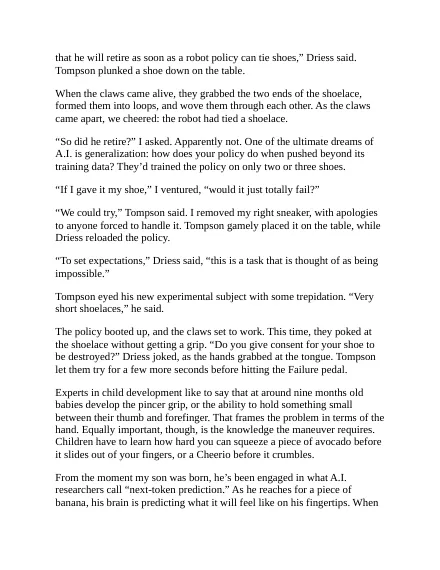 that he will retire as soon as a robot policy can tie shoes,” Driess said.
Tompson plunked a shoe down on the table.
When the claws came alive, they grabbed the two ends of the shoelace,
formed them into loops, and wove them through each other. As the claws
came apart, we cheered: the robot had tied a shoelace.
“So did he retire?” I asked. Apparently not. One of the ultimate dreams of
A.I. is generalization: how does your policy do when pushed beyond its
training data? They’d trained the policy on only two or three shoes.
“If I gave it my shoe,” I ventured, “would it just totally fail?”
“We could try,” Tompson said. I removed my right sneaker, with apologies
to anyone forced to handle it. Tompson gamely placed it on the table, while
Driess reloaded the policy.
“To set expectations,” Driess said, “this is a task that is thought of as being
impossible.”
Tompson eyed his new experimental subject with some trepidation. “Very
short shoelaces,” he said.
The policy booted up, and the claws set to work. This time, they poked at
the shoelace without getting a grip. “Do you give consent for your shoe to
be destroyed?” Driess joked, as the hands grabbed at the tongue. Tompson
let them try for a few more seconds before hitting the Failure pedal.
Experts in child development like to say that at around nine months old
babies develop the pincer grip, or the ability to hold something small
between their thumb and forefinger. That frames the problem in terms of the
hand. Equally important, though, is the knowledge the maneuver requires.
Children have to learn how hard you can squeeze a piece of avocado before
it slides out of your fingers, or a Cheerio before it crumbles.
From the moment my son was born, he’s been engaged in what A.I.
researchers call “next-token prediction.” As he reaches for a piece of
banana, his brain is predicting what it will feel like on his fingertips. When